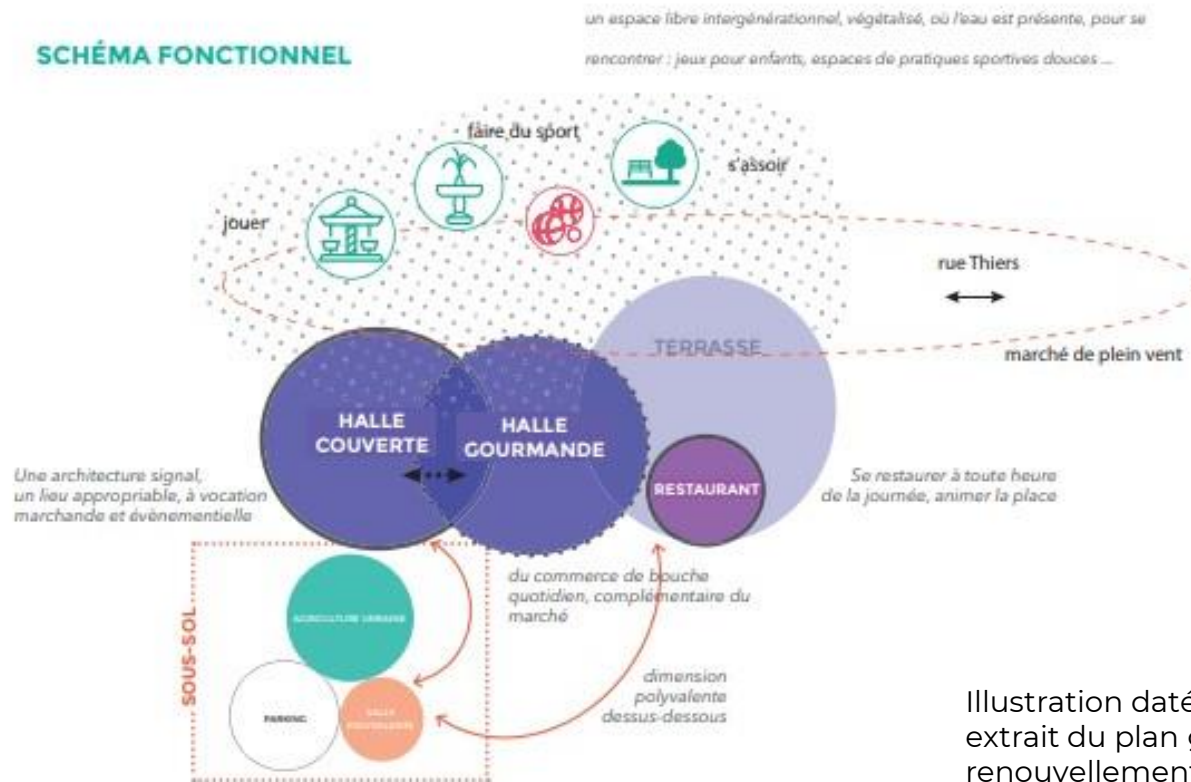 SCHÉMA FONCTIONNEL
un espace libre intergénérationnel, végétalisé, où l'eau est présente, pour se
rencontrer : jeux pour enfants, espaces de pratiques sportives douces ...
faire du sport
s'assoir
jouer
rue Thiers
TERRASSE
marché de plein vent
HALLE
COUVERTE
HALLE
GOURMANDE
RESTAURANT
Une architecture signal,
un lieu appropriable, à vocation
marchande et évènementielle
Se restaurer à toute heure
de la journée, animer la place
du commerce de bouche
quotidien, complémentaire du
marché
SOUS-SOL
AGRICULTURE URBAINE
PARKING
SALLE
POLYVALENTE
dimension
polyvalente
dessus-dessous
Illustration daté
extrait du plan
renouvellement